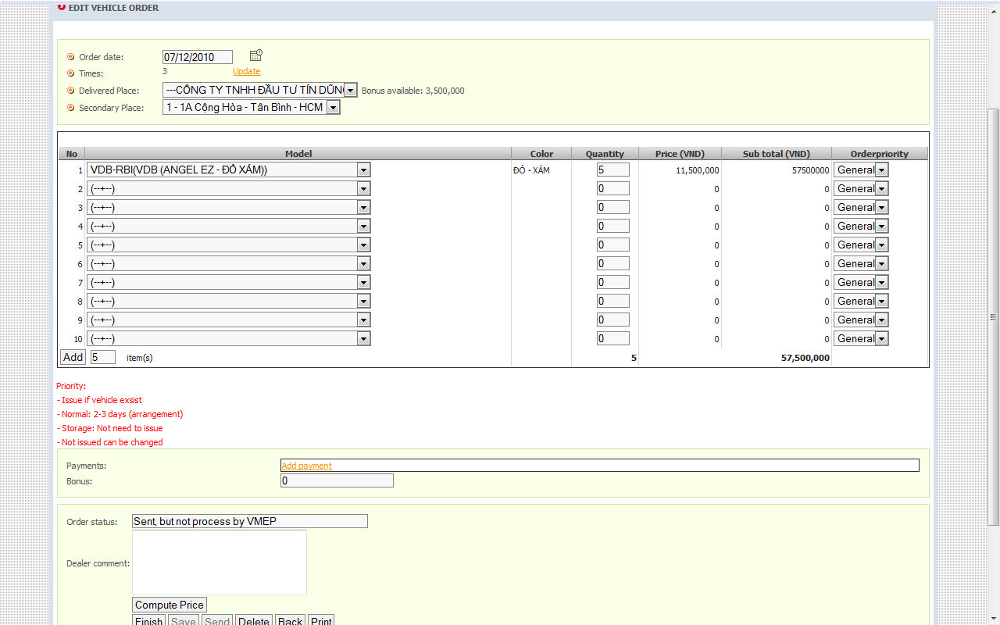 EDIT VEHICLE ORDER
Order date: 07/12/2010
Times: 3 Update
Delivered Place: ---CÔNG TY TNHH ĐẦU TƯ TÍN DŨNG Bonus available: 3,500,000
Secondary Place: 1 - 1A Cộng Hòa - Tân Bình - HCM
No Model Color Quantity Price (VND) Sub total (VND) Orderpriority
1 VDB-RBI(VDB (ANGEL EZ - ĐỎ XÁM)) ĐỎ - XÁM 5 11,500,000 57500000 General
2 (--+--) 0 0 0 General
3 (--+--) 0 0 0 General
4 (--+--) 0 0 0 General
5 (--+--) 0 0 0 General
6 (--+--) 0 0 0 General
7 (--+--) 0 0 0 General
8 (--+--) 0 0 0 General
9 (--+--) 0 0 0 General
10 (--+--) 0 0 0 General
Add 5 item(s) 5 57,500,000
Priority:
- Issue if vehicle exsist
- Normal: 2-3 days (arrangement)
- Storage: Not need to issue
- Not issued can be changed
Payments: Add payment
Bonus: 0
Order status: Sent, but not process by VMEP
Dealer comment:
Compute Price
Finish Save Send Delete Back Print